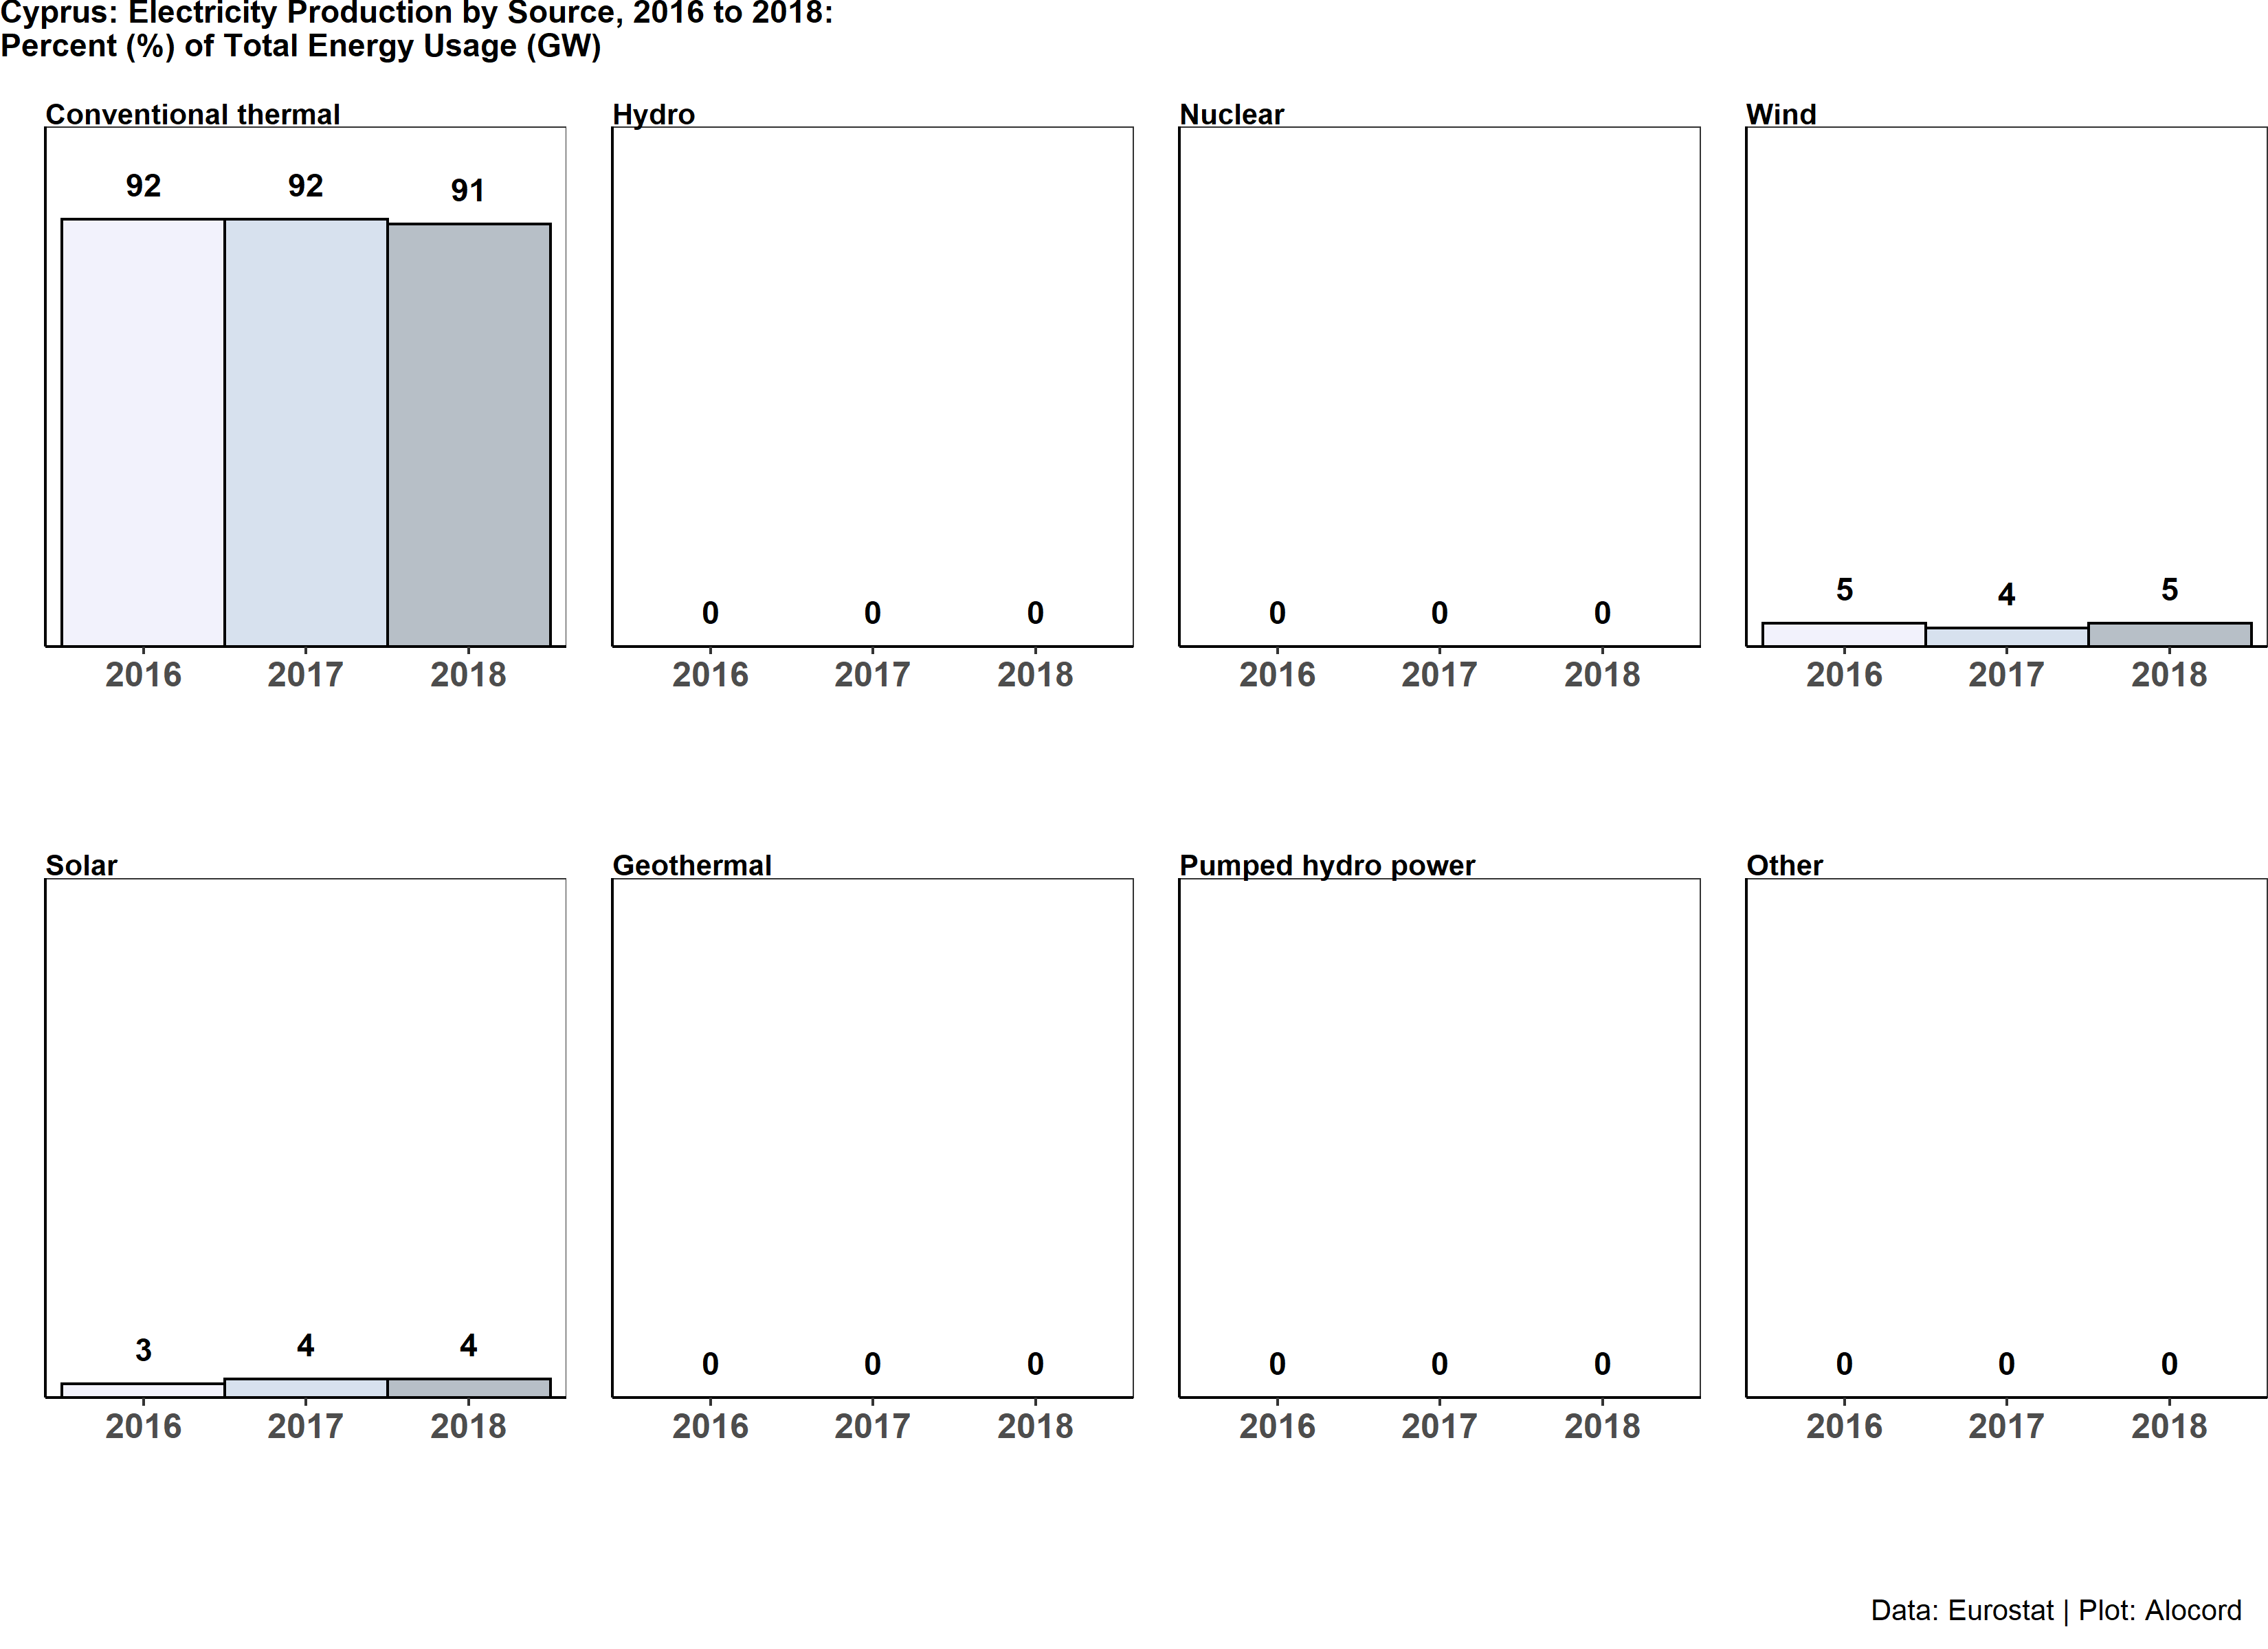 Cyprus: Electricity Production by Source, 2016 to 2018:
Percent (%) of Total Energy Usage (GW)
Conventional thermal
92 92 91
2016 2017 2018
Hydro
0 0 0
2016 2017 2018
Nuclear
0 0 0
2016 2017 2018
Wind
5 4 5
2016 2017 2018
Solar
3 4 4
2016 2017 2018
Geothermal
0 0 0
2016 2017 2018
Pumped hydro power
0 0 0
2016 2017 2018
Other
0 0 0
2016 2017 2018
Data: Eurostat | Plot: Alocord